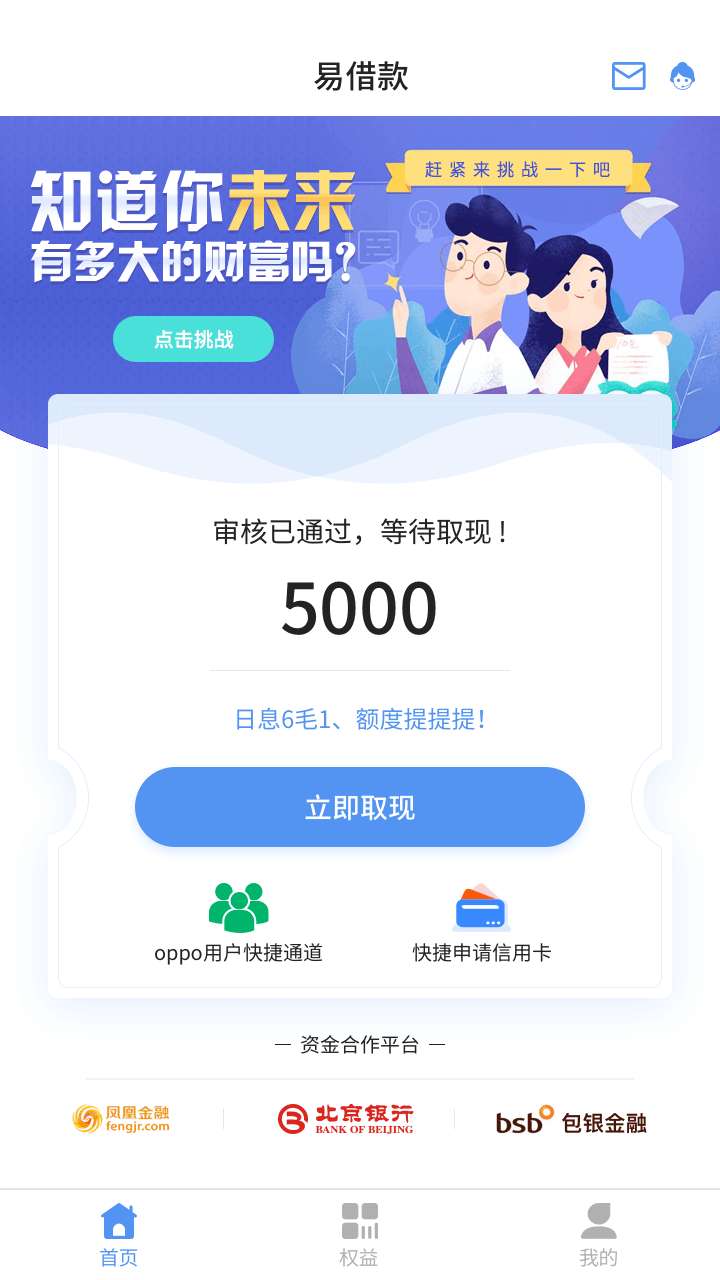 易借款
赶紧来挑战一下吧
知道你未来
有多大的财富吗?
点击挑战
100
审核已通过，等待取现！
5000
日息6毛1、额度提提提！
立即取现
oppo用户快捷通道
快捷申请信用卡
资金合作平台
凤凰金融
fengjr.com
北京银行
BANK OF BEIJING
bsb 包银金融
首页
权益
我的